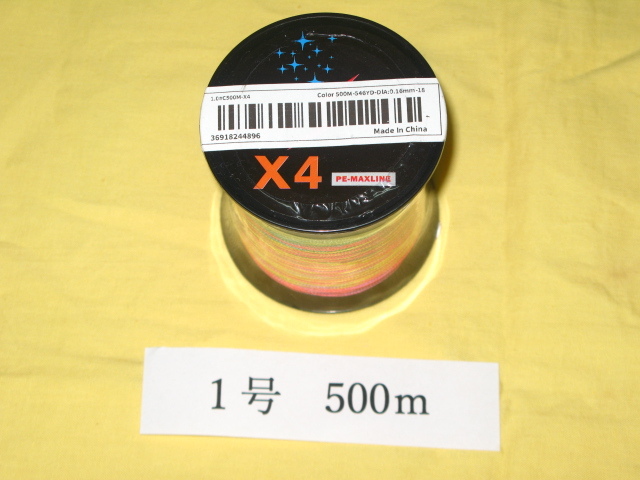 1.0#C500M-X4 Color 500M-546YD-DIA:0.16mm-18
36918244896 Made In China
X4 PE-MAXLINE
1号 500m